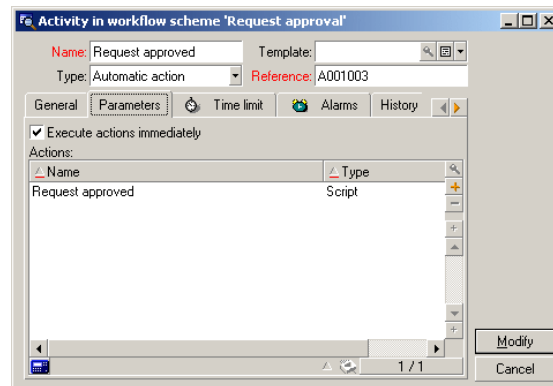 Activity in workflow scheme 'Request approval'
Name: Request approved Template:
Type: Automatic action Reference: A001003
General Parameters Time limit Alarms History
Execute actions immediately
Actions:
Name Type
Request approved Script
1 / 1
Modify
Cancel